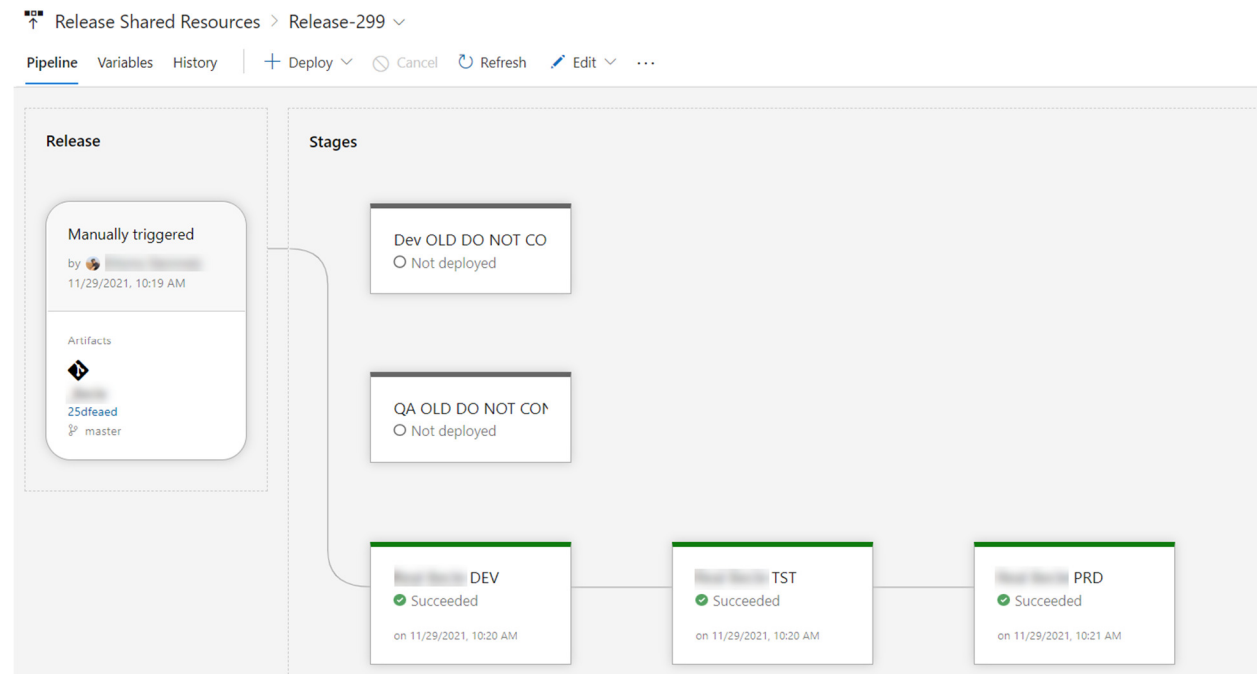 Release Shared Resources > Release-299
Pipeline Variables History Deploy Cancel Refresh Edit ...
Release
Stages
Manually triggered
by
11/29/2021, 10:19 AM
Artifacts
25dfeaed
master
Dev OLD DO NOT CO
Not deployed
QA OLD DO NOT CON
Not deployed
DEV
Succeeded
on 11/29/2021, 10:20 AM
TST
Succeeded
on 11/29/2021, 10:20 AM
PRD
Succeeded
on 11/29/2021, 10:21 AM